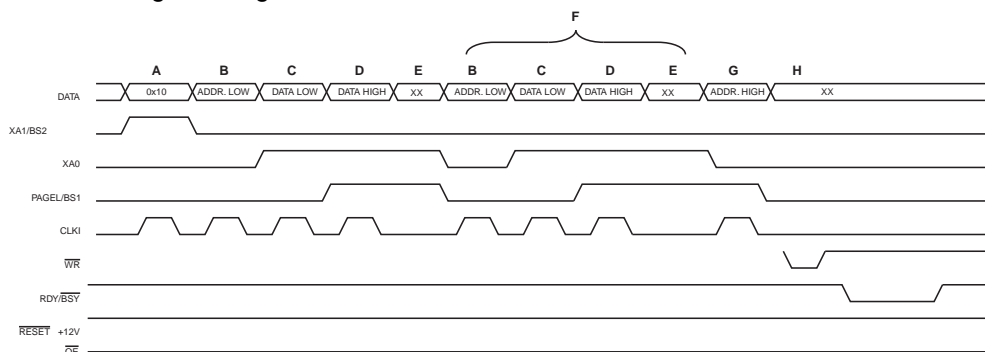 F
A B C D E B C D E G H
DATA 0x10 ADDR. LOW DATA LOW DATA HIGH XX ADDR. LOW DATA LOW DATA HIGH XX ADDR. HIGH XX
XA1/BS2
XA0
PAGEL/BS1
CLKI
WR
RDY/BSY
RESET +12V
OE